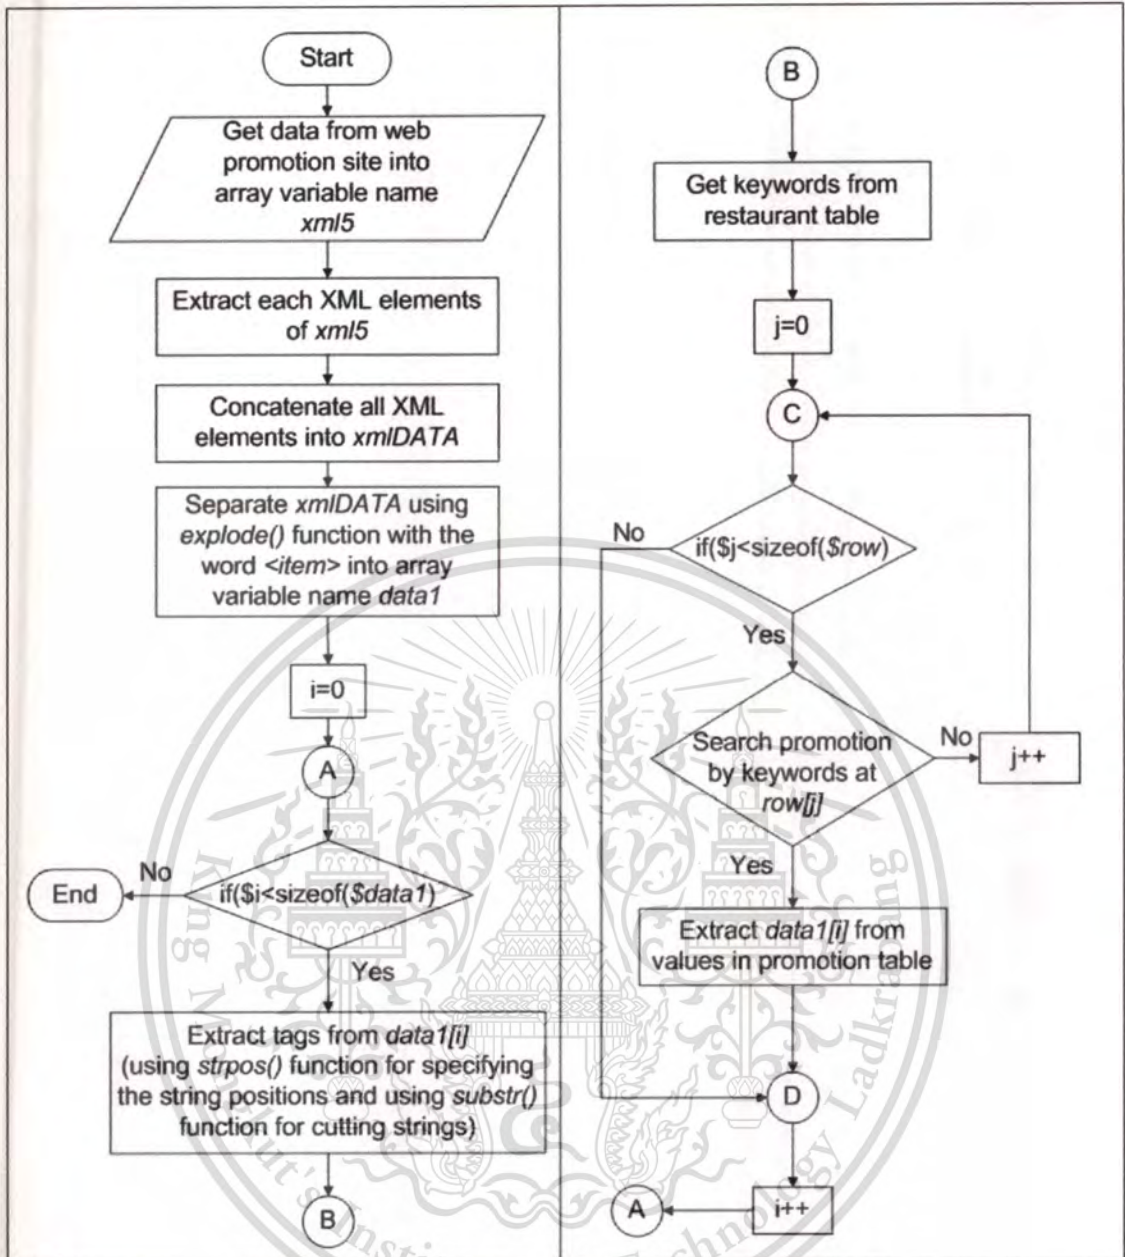 Start
Get data from web
promotion site into
array variable name
xml5
Extract each XML elements
of xml5
Concatenate all XML
elements into xmlDATA
Separate xmlDATA using
explode() function with the
word <item> into array
variable name data1
i=0
A
if($i<sizeof($data1)
No
End
Yes
Extract tags from data1[i]
(using strpos() function for specifying
the string positions and using substr()
function for cutting strings)
B
B
Get keywords from
restaurant table
j=0
C
if($j<sizeof($row)
No
Yes
Search promotion
by keywords at
row[j]
No
j++
Yes
Extract data1[i] from
values in promotion table
D
i++
A